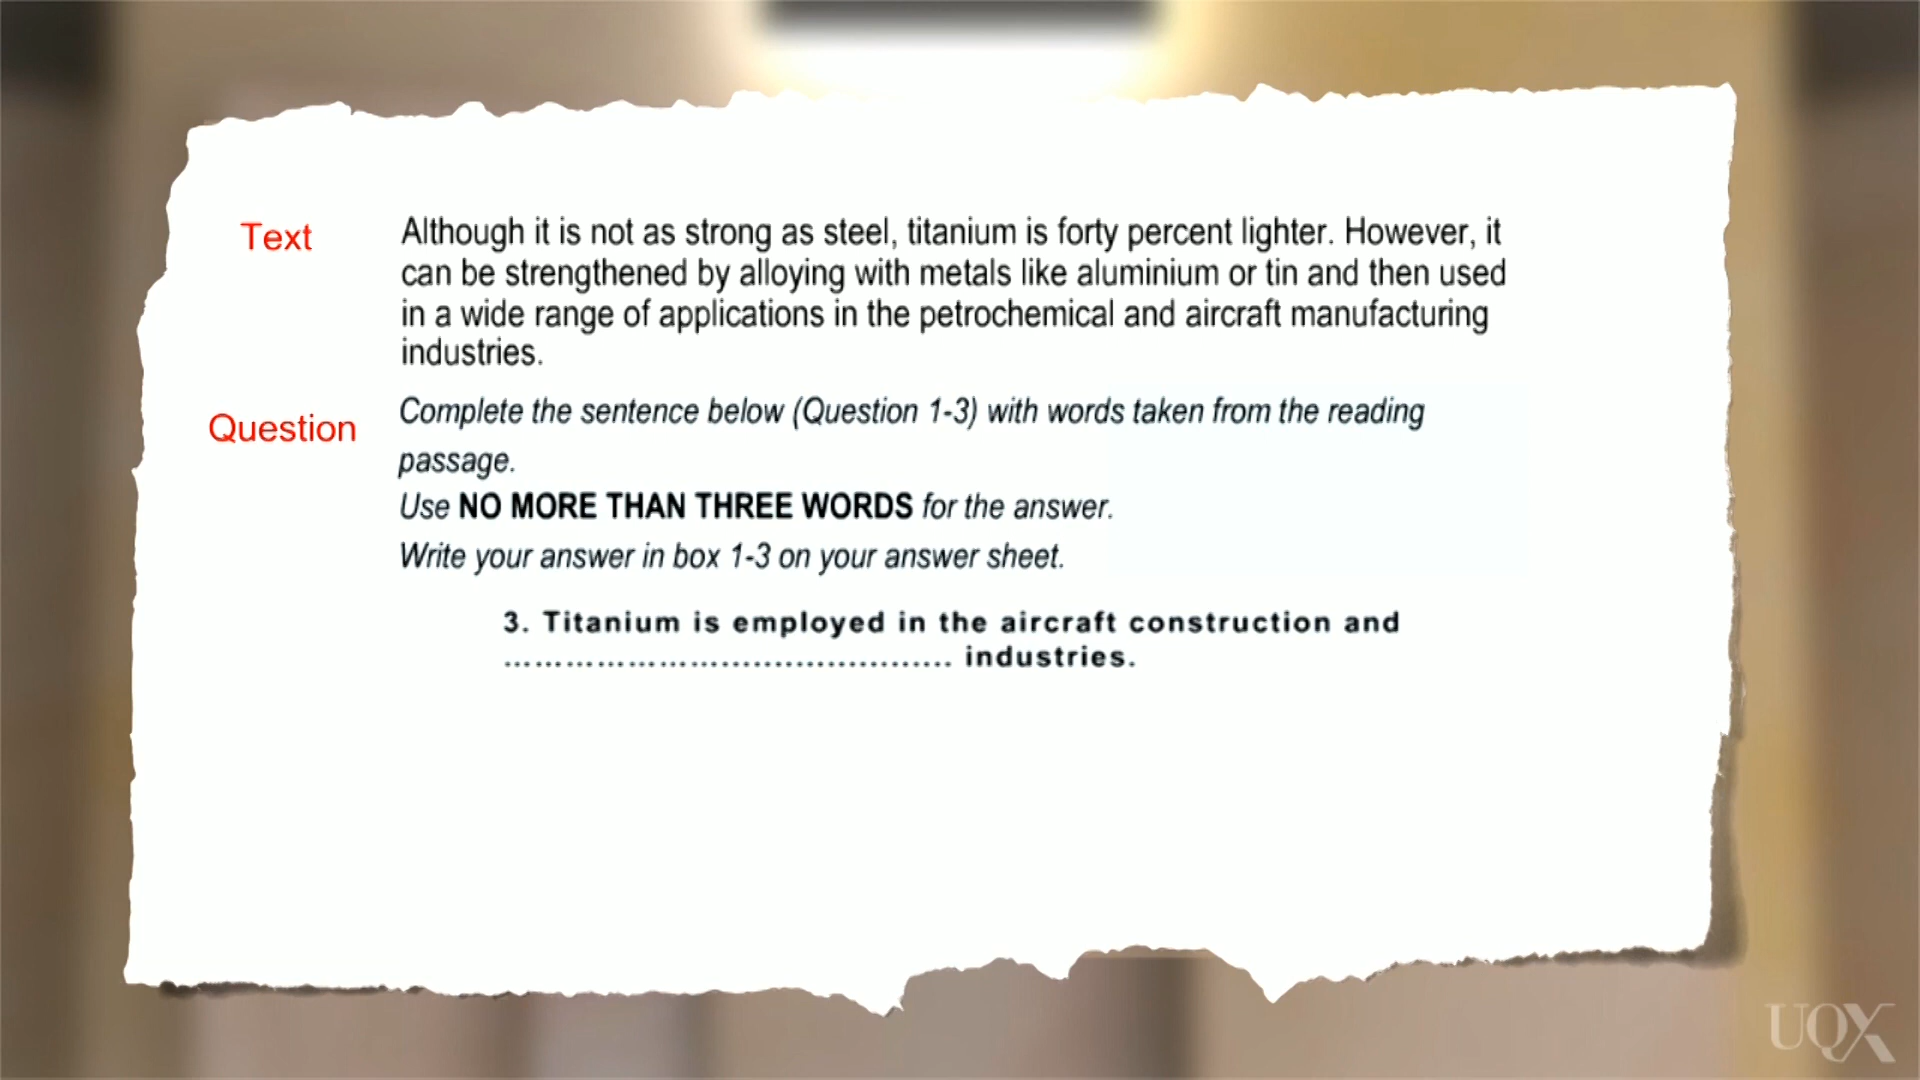 Text
Although it is not as strong as steel, titanium is forty percent lighter. However, it
can be strengthened by alloying with metals like aluminium or tin and then used
in a wide range of applications in the petrochemical and aircraft manufacturing
industries.
Question
Complete the sentence below (Question 1-3) with words taken from the reading
passage.
Use NO MORE THAN THREE WORDS for the answer.
Write your answer in box 1-3 on your answer sheet.
3. Titanium is employed in the aircraft construction and
............................................ industries.
UQX